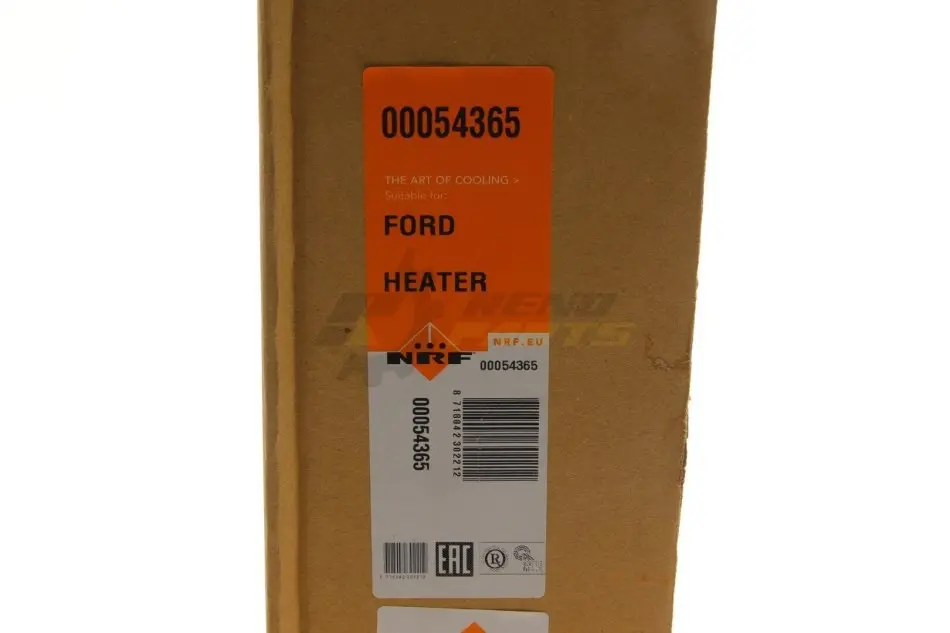 00054365
THE ART OF COOLING >
Suitable for:
FORD
HEATER
NRF.EU
NRF
00054365
00054365
8 718042 302212
EAC
R